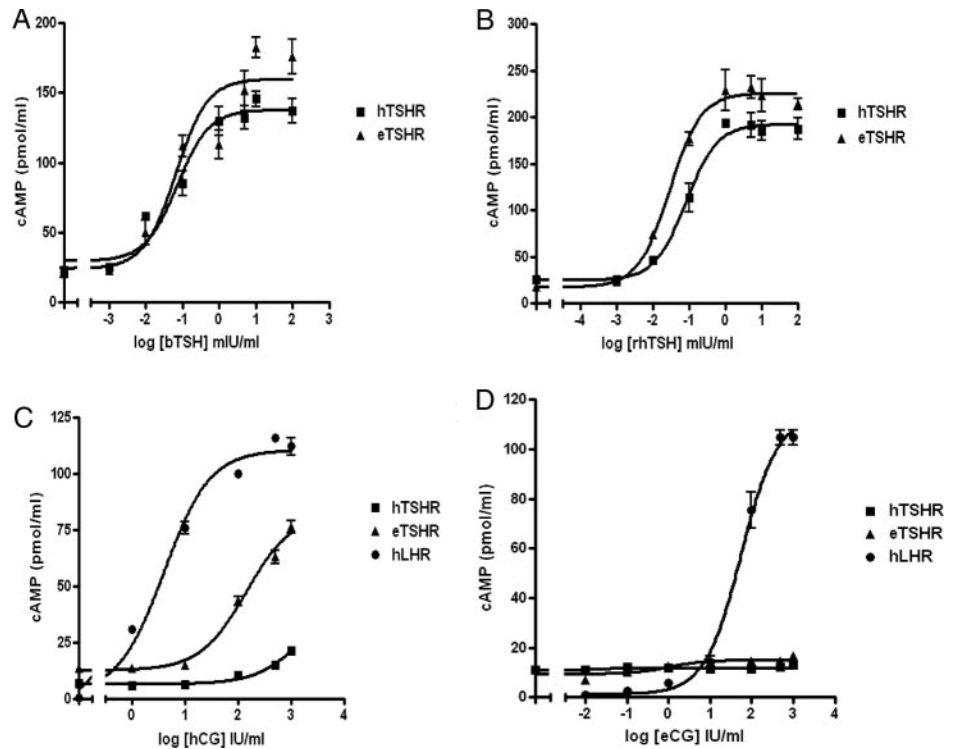 A
200
150
100
50
0
cAMP (pmol/ml)
-3 -2 -1 0 1 2 3
log [bTSH] mIU/ml
hTSHR
eTSHR
B
300
250
200
150
100
50
0
cAMP (pmol/ml)
-4 -3 -2 -1 0 1 2
log [rhTSH] mIU/ml
hTSHR
eTSHR
C
125
100
75
50
25
0
cAMP (pmol/ml)
0 1 2 3 4
log [hCG] IU/ml
hTSHR
eTSHR
hLHR
D
120
100
80
60
40
20
0
cAMP (pmol/ml)
-2 -1 0 1 2 3 4
log [eCG] IU/ml
hTSHR
eTSHR
hLHR